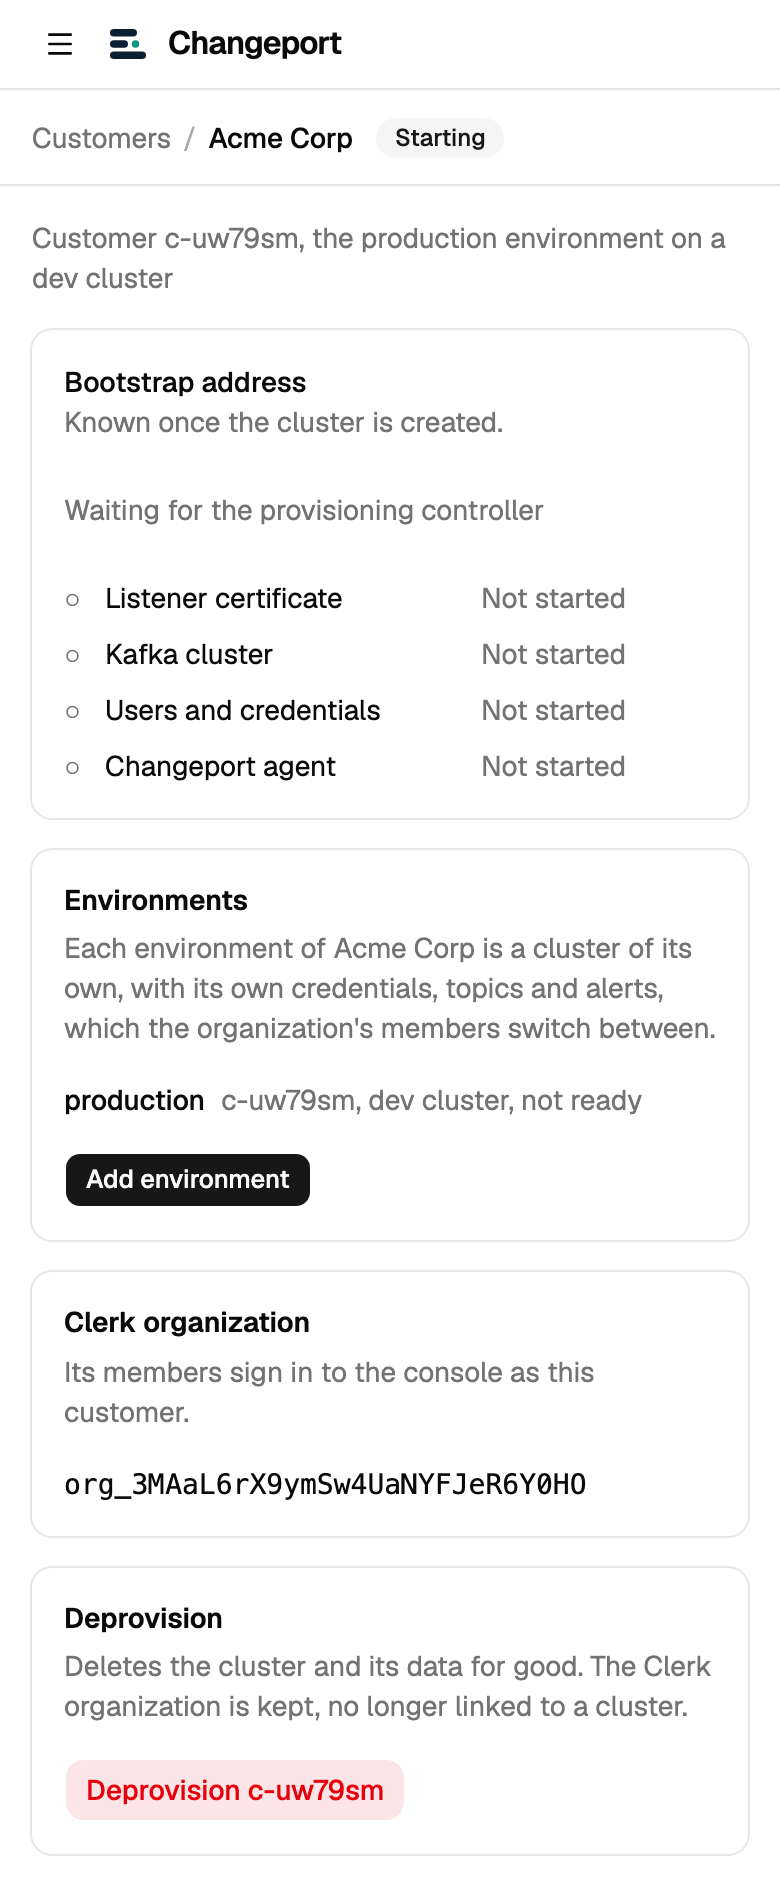 Changeport
Customers / Acme Corp Starting
Customer c-uw79sm, the production environment on a
dev cluster
Bootstrap address
Known once the cluster is created.
Waiting for the provisioning controller
Listener certificate Not started
Kafka cluster Not started
Users and credentials Not started
Changeport agent Not started
Environments
Each environment of Acme Corp is a cluster of its
own, with its own credentials, topics and alerts,
which the organization's members switch between.
production c-uw79sm, dev cluster, not ready
Add environment
Clerk organization
Its members sign in to the console as this
customer.
org_3MAaL6rX9ymSw4UaNYFJeR6Y0HO
Deprovision
Deletes the cluster and its data for good. The Clerk
organization is kept, no longer linked to a cluster.
Deprovision c-uw79sm